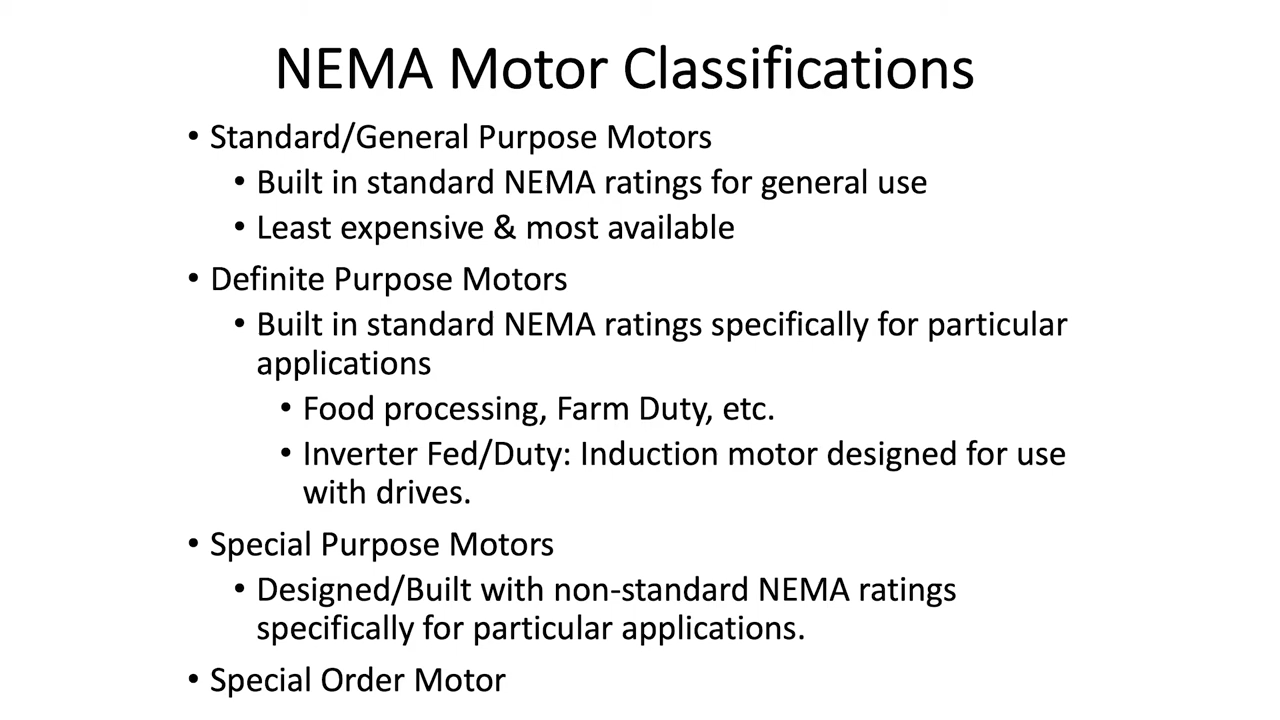 NEMA Motor Classifications
• Standard/General Purpose Motors
• Built in standard NEMA ratings for general use
• Least expensive & most available
• Definite Purpose Motors
• Built in standard NEMA ratings specifically for particular
applications
• Food processing, Farm Duty, etc.
• Inverter Fed/Duty: Induction motor designed for use
with drives.
• Special Purpose Motors
• Designed/Built with non-standard NEMA ratings
specifically for particular applications.
• Special Order Motor